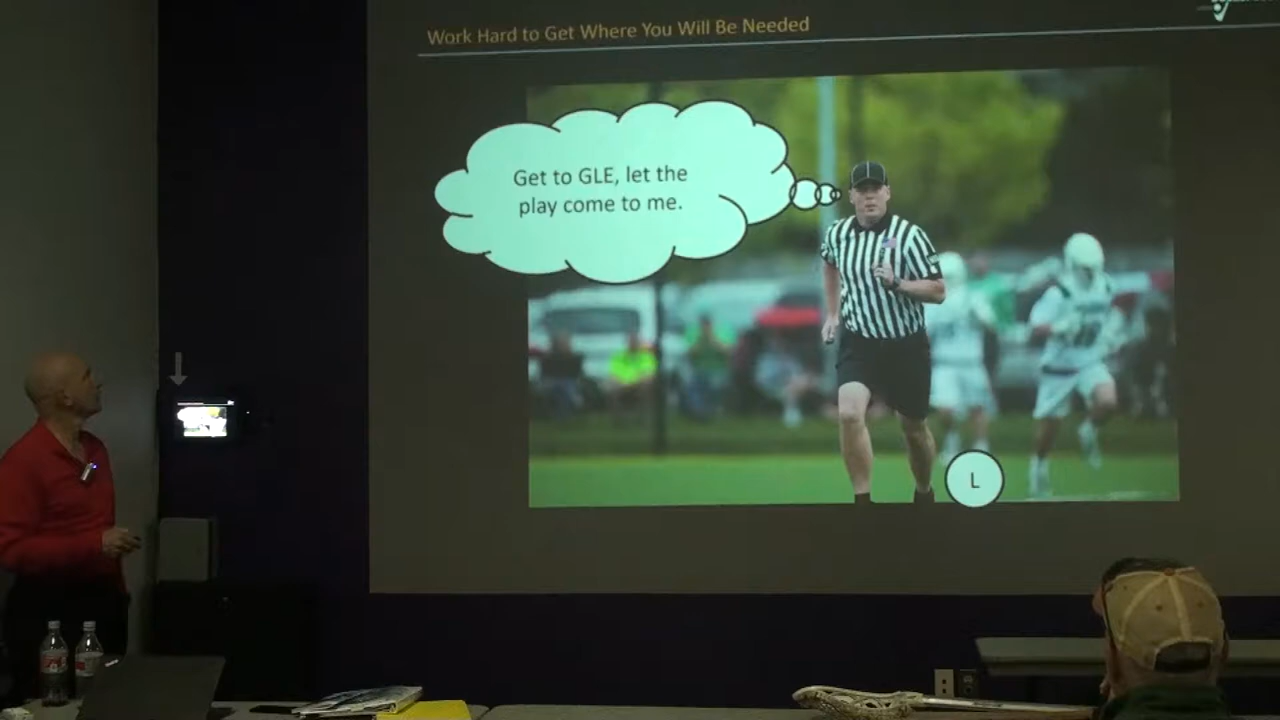 Work Hard to Get Where You Will Be Needed
Get to GLE, let the
play come to me.
L